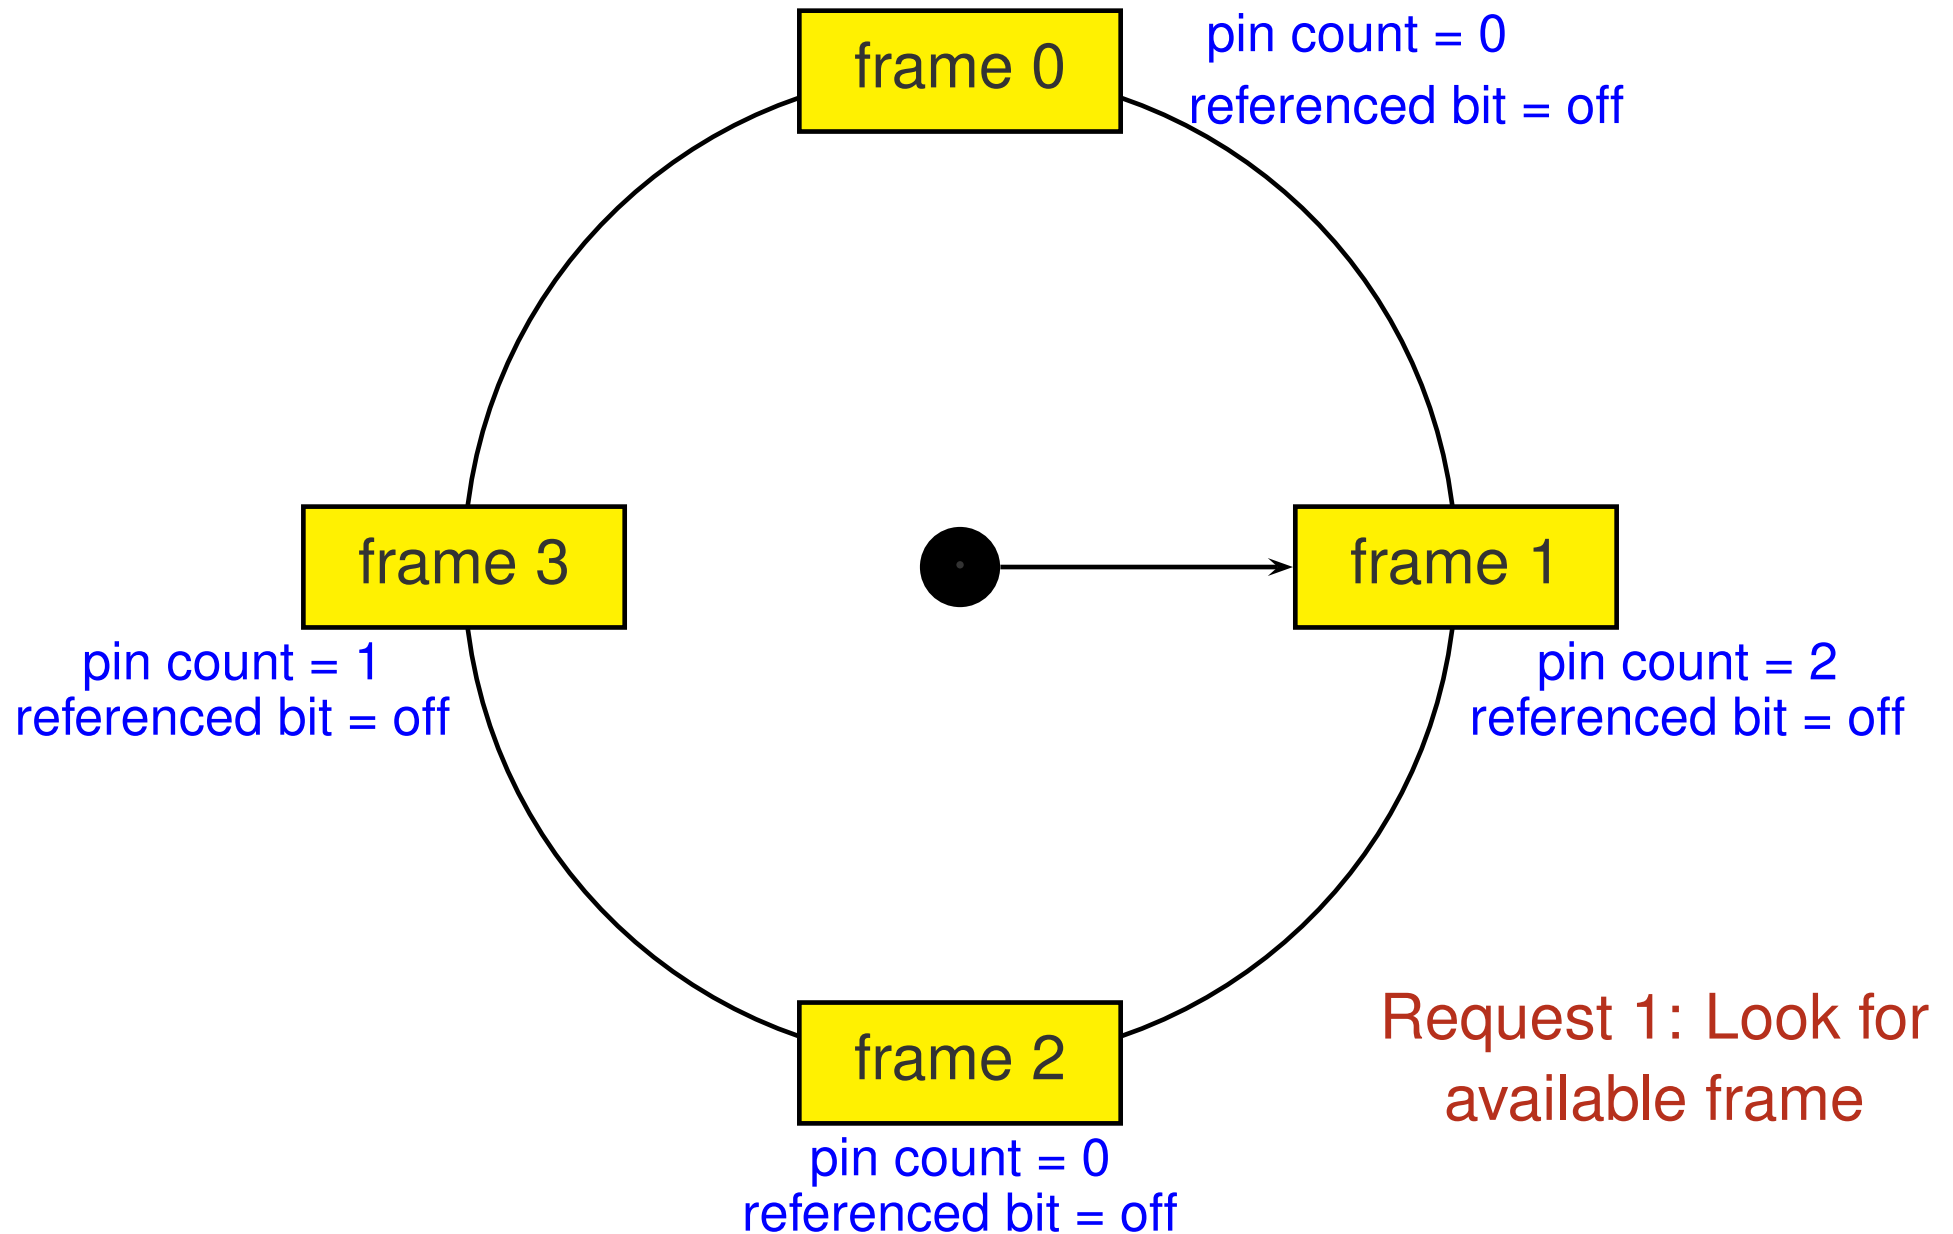 frame 0
pin count = 0
referenced bit = off
frame 3
frame 1
pin count = 1
referenced bit = off
pin count = 2
referenced bit = off
frame 2
pin count = 0
referenced bit = off
Request 1: Look for
available frame